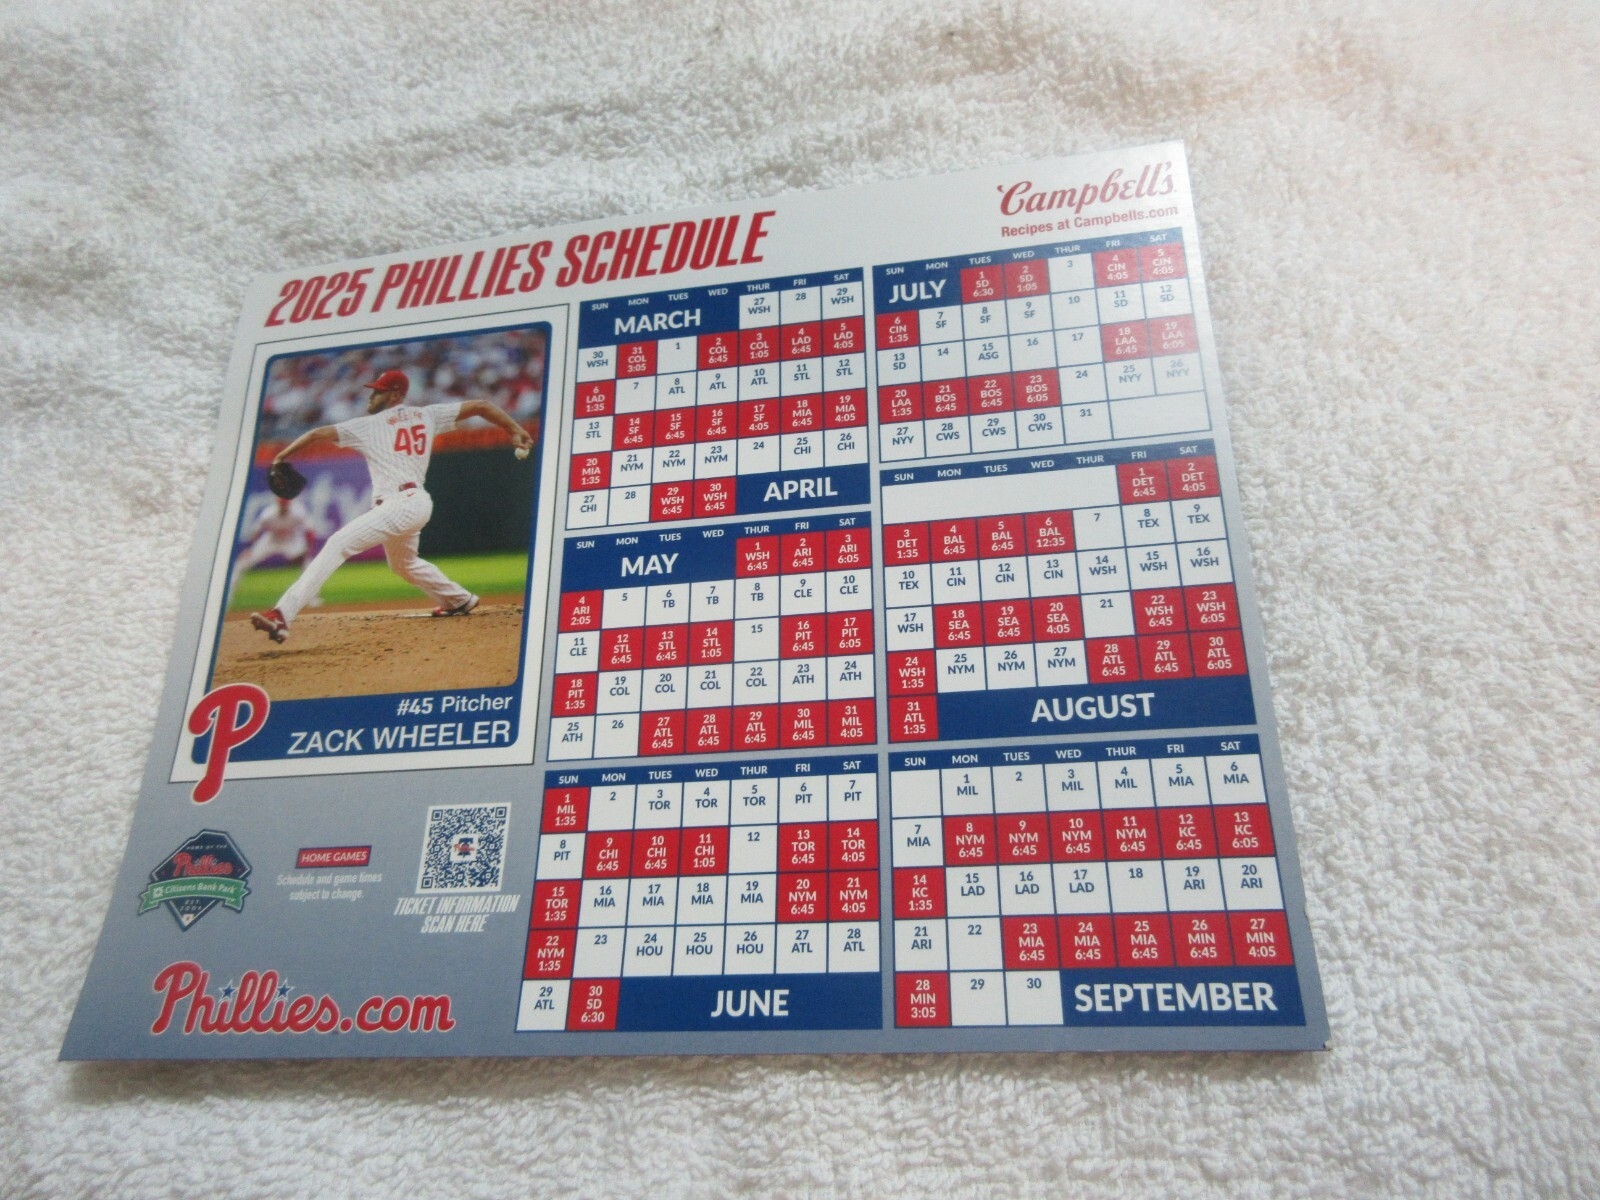 2025 PHILLIES SCHEDULE
Campbell's
Recipes at Campbells.com
45
#45 Pitcher
ZACK WHEELER
P
HOME OF THE
Phillies
Citizens Bank Park
EST. 2004
HOME GAMES
Schedule and game times
subject to change.
TICKET INFORMATION
SCAN HERE
Phillies.com
SUN MON TUES WED THUR FRI SAT
MARCH
27 WSH 28 29 WSH
30 WSH 31 COL 3:05 1 2 COL 6:45 3 COL 1:05 4 LAD 6:45 5 LAD 4:05
6 LAD 1:35 7 8 ATL 9 ATL 10 ATL 11 STL 12 STL
13 STL 14 SF 6:45 15 SF 6:45 16 SF 6:45 17 SF 4:05 18 MIA 6:45 19 MIA 4:05
20 MIA 1:35 21 NYM 22 NYM 23 NYM 24 25 CHI 26 CHI
27 CHI 28 29 WSH 6:45 30 WSH 6:45
APRIL
SUN MON TUES WED THUR FRI SAT
MAY
1 WSH 6:45 2 ARI 6:45 3 ARI 6:05
4 ARI 2:05 5 6 TB 7 TB 8 TB 9 CLE 10 CLE
11 CLE 12 STL 6:45 13 STL 6:45 14 STL 1:05 15 16 PIT 6:45 17 PIT 6:05
18 PIT 1:35 19 COL 20 COL 21 COL 22 COL 23 ATH 24 ATH
25 ATH 26 27 ATL 6:45 28 ATL 6:45 29 ATL 6:45 30 MIL 6:45 31 MIL 4:05
SUN MON TUES WED THUR FRI SAT
1 MIL 1:35 2 3 TOR 4 TOR 5 TOR 6 PIT 7 PIT
8 PIT 9 CHI 6:45 10 CHI 6:45 11 CHI 1:05 12 13 TOR 6:45 14 TOR 4:05
15 TOR 1:35 16 MIA 17 MIA 18 MIA 19 MIA 20 NYM 6:45 21 NYM 4:05
22 NYM 1:35 23 24 HOU 25 HOU 26 HOU 27 ATL 28 ATL
29 ATL 30 SD 6:30
JUNE
SUN MON TUES WED THUR FRI SAT
JULY
1 SD 6:30 2 SD 1:05 3 4 CIN 4:05 5 CIN 4:05
6 CIN 1:35 7 SF 8 SF 9 SF 10 11 SD 12 SD
13 SD 14 15 ASG 16 17 18 LAA 6:45 19 LAA 6:05
20 LAA 1:35 21 BOS 6:45 22 BOS 6:45 23 BOS 6:05 24 25 NYY 26 NYY
27 NYY 28 CWS 29 CWS 30 CWS 31
SUN MON TUES WED THUR FRI SAT
1 DET 6:45 2 DET 4:05
3 DET 1:35 4 BAL 6:45 5 BAL 6:45 6 BAL 12:35 7 8 TEX 9 TEX
10 TEX 11 CIN 12 CIN 13 CIN 14 WSH 15 WSH 16 WSH
17 WSH 18 SEA 6:45 19 SEA 6:45 20 SEA 4:05 21 22 WSH 6:45 23 WSH 6:05
24 WSH 1:35 25 NYM 26 NYM 27 NYM 28 ATL 6:45 29 ATL 6:45 30 ATL 6:05
31 ATL 1:35
AUGUST
SUN MON TUES WED THUR FRI SAT
1 MIL 2 3 MIL 4 MIL 5 MIA 6 MIA
7 MIA 8 NYM 6:45 9 NYM 6:45 10 NYM 6:45 11 NYM 6:45 12 KC 6:45 13 KC 6:05
14 KC 1:35 15 LAD 16 LAD 17 LAD 18 19 ARI 20 ARI
21 ARI 22 23 MIA 6:45 24 MIA 6:45 25 MIA 6:45 26 MIN 6:45 27 MIN 4:05
28 MIN 3:05 29 30
SEPTEMBER